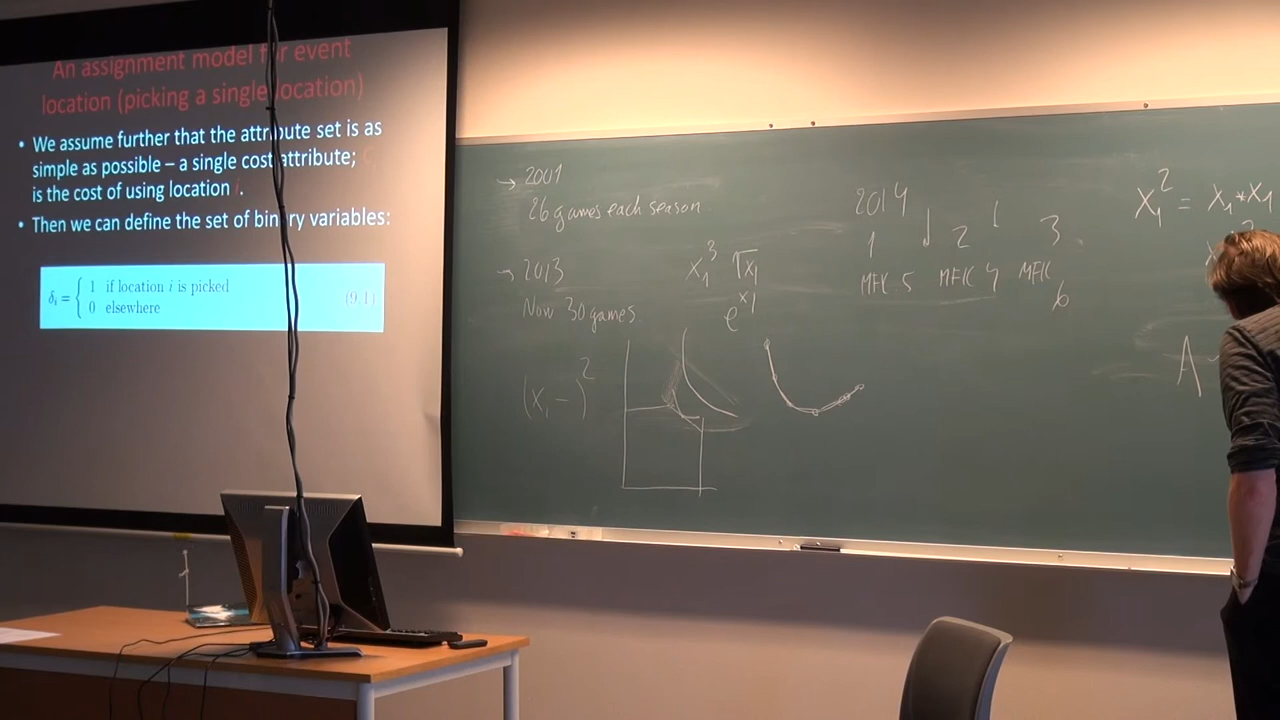 An assignment model for event
location (picking a single location)
• We assume further that the attribute set is as
simple as possible – a single cost attribute;
is the cost of using location i.
• Then we can define the set of binary variables:
δᵢ = { 1 if location i is picked
0 elsewhere (9.1)
→ 2001
26 games each season
→ 2013
Now 30 games
(x₁ - )²
x₁³ √x₁
e^x₁
2014
1 2 3
MFK 5 MFK 4 MFK
6
x₁² = x₁*x₁
A